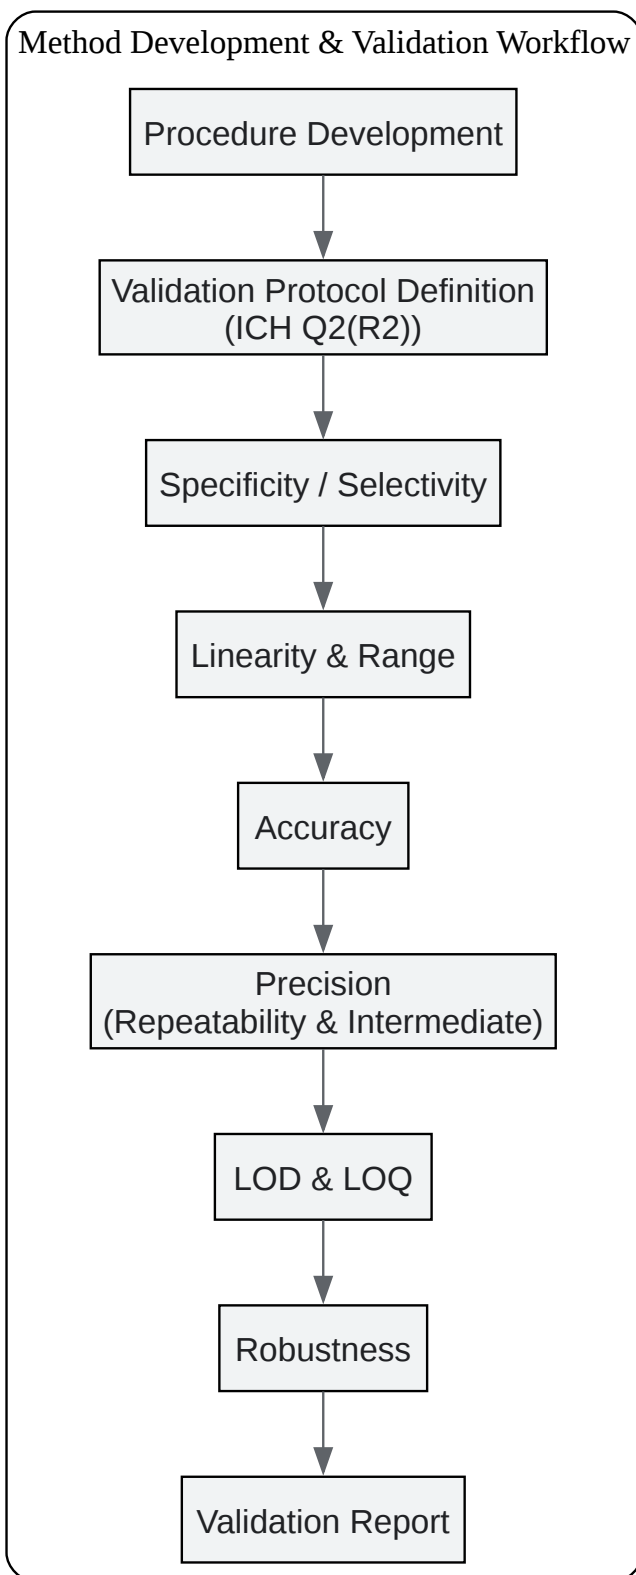 Method Development & Validation Workflow
Procedure Development
Validation Protocol Definition
(ICH Q2(R2))
Specificity / Selectivity
Linearity & Range
Accuracy
Precision
(Repeatability & Intermediate)
LOD & LOQ
Robustness
Validation Report